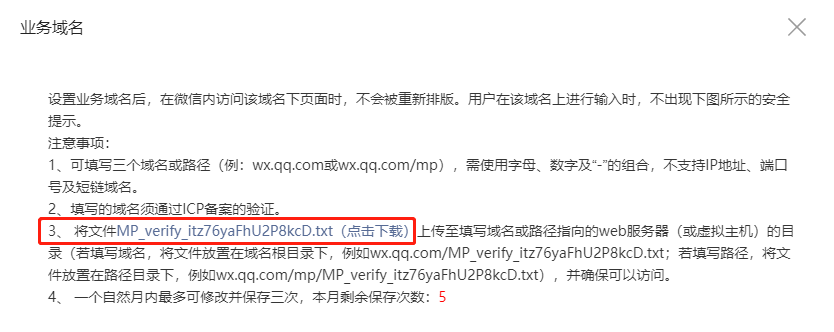 业务域名
设置业务域名后，在微信内访问该域名下页面时，不会被重新排版。用户在该域名上进行输入时，不出现下图所示的安全
提示。
注意事项：
1、可填写三个域名或路径（例：wx.qq.com或wx.qq.com/mp），需使用字母、数字及“-”的组合，不支持IP地址、端口
号及短链域名。
2、填写的域名须通过ICP备案的验证。
3、 将文件MP_verify_itz76yaFhU2P8kcD.txt（点击下载）上传至填写域名或路径指向的web服务器（或虚拟主机）的目
录（若填写域名，将文件放置在域名根目录下，例如wx.qq.com/MP_verify_itz76yaFhU2P8kcD.txt；若填写路径，将文
件放置在路径目录下，例如wx.qq.com/mp/MP_verify_itz76yaFhU2P8kcD.txt），并确保可以访问。
4、 一个自然月内最多可修改并保存三次，本月剩余保存次数：5